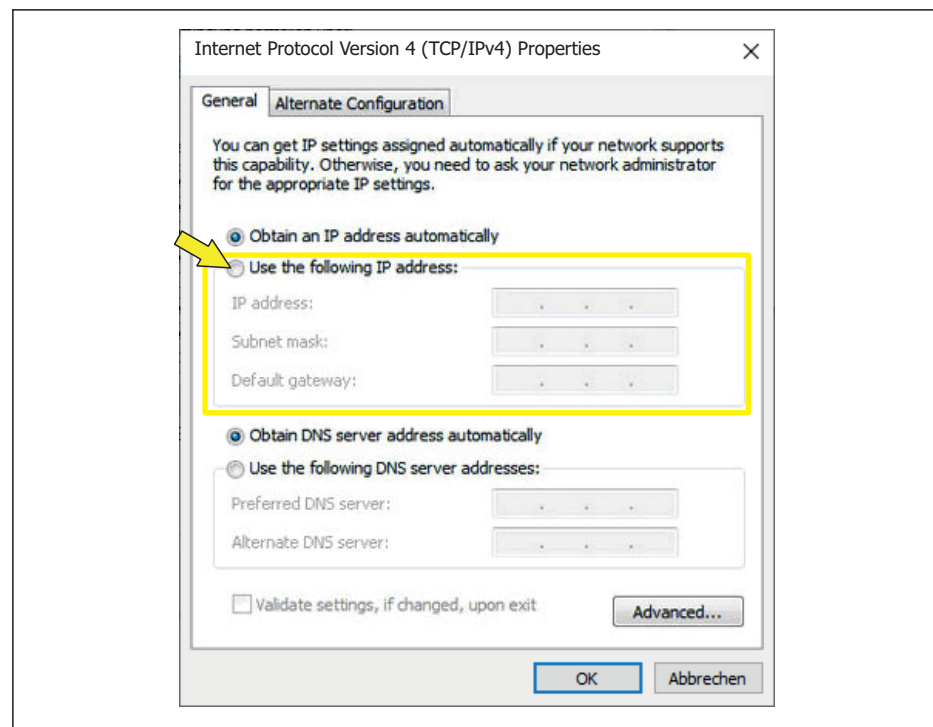 Internet Protocol Version 4 (TCP/IPv4) Properties
General
Alternate Configuration
You can get IP settings assigned automatically if your network supports
this capability. Otherwise, you need to ask your network administrator
for the appropriate IP settings.
Obtain an IP address automatically
Use the following IP address:
IP address:
Subnet mask:
Default gateway:
Obtain DNS server address automatically
Use the following DNS server addresses:
Preferred DNS server:
Alternate DNS server:
Validate settings, if changed, upon exit
Advanced...
OK
Abbrechen